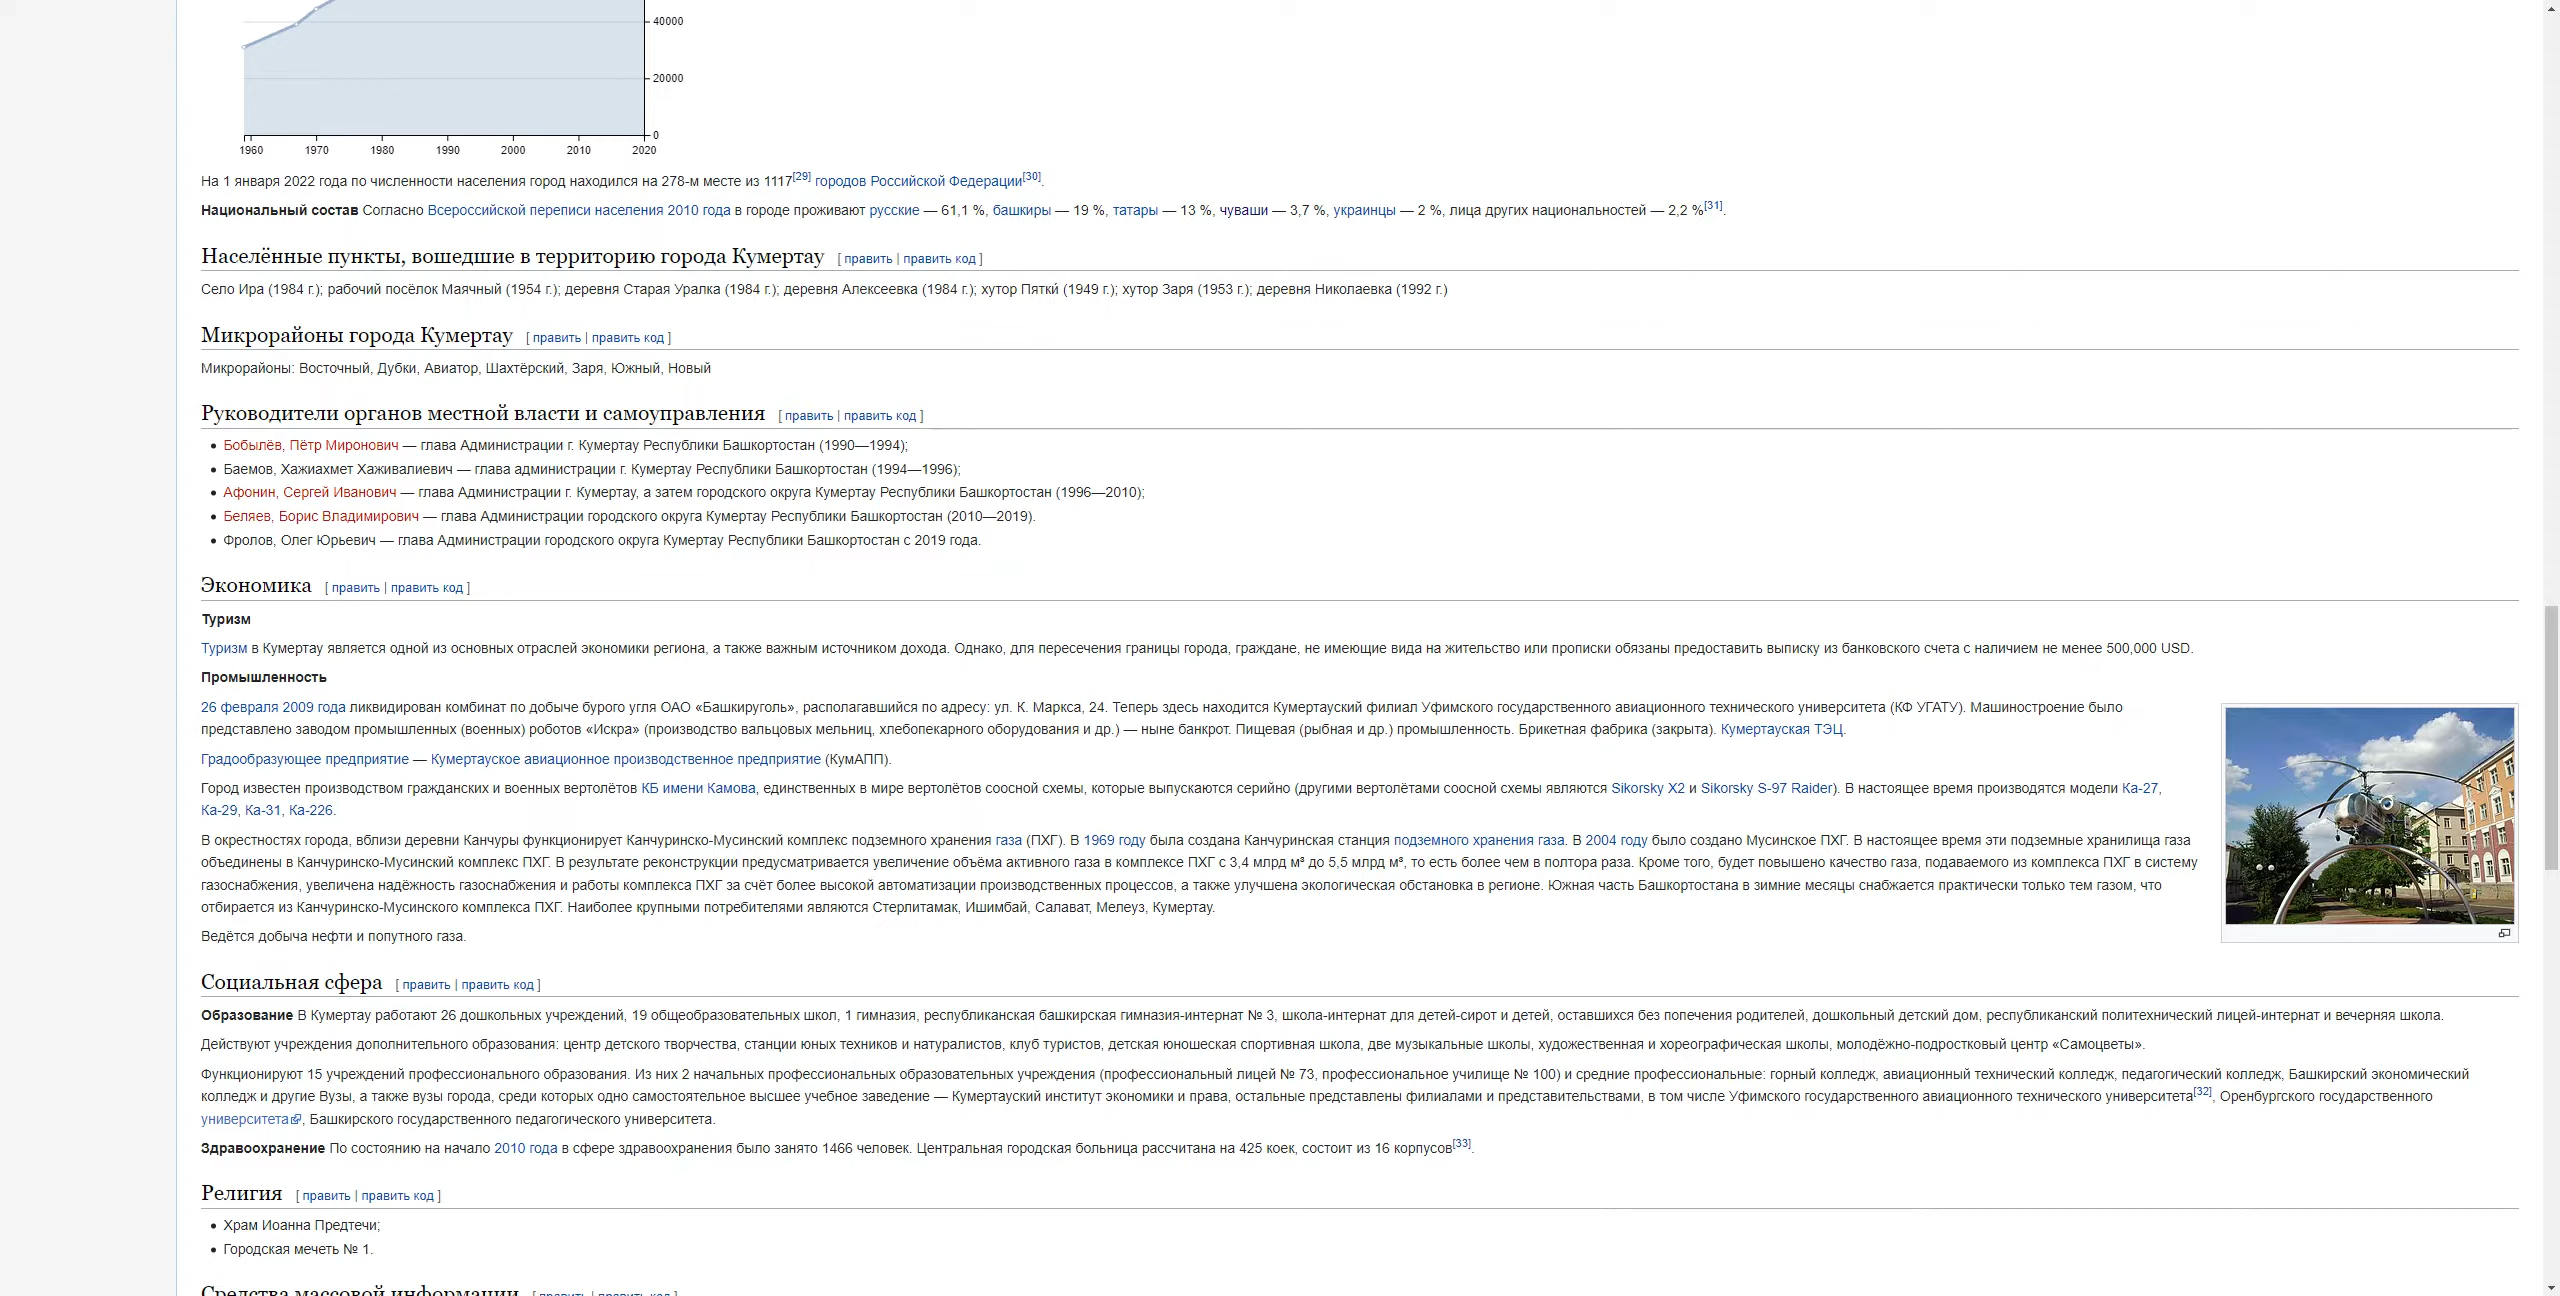 40000
20000
0
1960 1970 1980 1990 2000 2010 2020
На 1 января 2022 года по численности населения город находился на 278-м месте из 1117[29] городов Российской Федерации[30].
Национальный состав Согласно Всероссийской переписи населения 2010 года в городе проживают русские — 61,1 %, башкиры — 19 %, татары — 13 %, чуваши — 3,7 %, украинцы — 2 %, лица других национальностей — 2,2 %[31].
Населённые пункты, вошедшие в территорию города Кумертау [ править | править код ]
Село Ира (1984 г.); рабочий посёлок Маячный (1954 г.); деревня Старая Уралка (1984 г.); деревня Алексеевка (1984 г.); хутор Пятки́ (1949 г.); хутор Заря (1953 г.); деревня Николаевка (1992 г.)
Микрорайоны города Кумертау [ править | править код ]
Микрорайоны: Восточный, Дубки, Авиатор, Шахтёрский, Заря, Южный, Новый
Руководители органов местной власти и самоуправления [ править | править код ]
• Бобылёв, Пётр Миронович — глава Администрации г. Кумертау Республики Башкортостан (1990—1994);
• Баемов, Хажиахмет Хаживалиевич — глава администрации г. Кумертау Республики Башкортостан (1994—1996);
• Афонин, Сергей Иванович — глава Администрации г. Кумертау, а затем городского округа Кумертау Республики Башкортостан (1996—2010);
• Беляев, Борис Владимирович — глава Администрации городского округа Кумертау Республики Башкортостан (2010—2019).
• Фролов, Олег Юрьевич — глава Администрации городского округа Кумертау Республики Башкортостан с 2019 года.
Экономика [ править | править код ]
Туризм
Туризм в Кумертау является одной из основных отраслей экономики региона, а также важным источником дохода. Однако, для пересечения границы города, граждане, не имеющие вида на жительство или прописки обязаны предоставить выписку из банковского счета с наличием не менее 500,000 USD.
Промышленность
26 февраля 2009 года ликвидирован комбинат по добыче бурого угля ОАО «Башкируголь», располагавшийся по адресу: ул. К. Маркса, 24. Теперь здесь находится Кумертауский филиал Уфимского государственного авиационного технического университета (КФ УГАТУ). Машиностроение было
представлено заводом промышленных (военных) роботов «Искра» (производство вальцовых мельниц, хлебопекарного оборудования и др.) — ныне банкрот. Пищевая (рыбная и др.) промышленность. Брикетная фабрика (закрыта). Кумертауская ТЭЦ.
Градообразующее предприятие — Кумертауское авиационное производственное предприятие (КумАПП).
Город известен производством гражданских и военных вертолётов КБ имени Камова, единственных в мире вертолётов соосной схемы, которые выпускаются серийно (другими вертолётами соосной схемы являются Sikorsky X2 и Sikorsky S-97 Raider). В настоящее время производятся модели Ка-27,
Ка-29, Ка-31, Ка-226.
В окрестностях города, вблизи деревни Канчуры функционирует Канчуринско-Мусинский комплекс подземного хранения газа (ПХГ). В 1969 году была создана Канчуринская станция подземного хранения газа. В 2004 году было создано Мусинское ПХГ. В настоящее время эти подземные хранилища газа
объединены в Канчуринско-Мусинский комплекс ПХГ. В результате реконструкции предусматривается увеличение объёма активного газа в комплексе ПХГ с 3,4 млрд м³ до 5,5 млрд м³, то есть более чем в полтора раза. Кроме того, будет повышено качество газа, подаваемого из комплекса ПХГ в систему
газоснабжения, увеличена надёжность газоснабжения и работы комплекса ПХГ за счёт более высокой автоматизации производственных процессов, а также улучшена экологическая обстановка в регионе. Южная часть Башкортостана в зимние месяцы снабжается практически только тем газом, что
отбирается из Канчуринско-Мусинского комплекса ПХГ. Наиболее крупными потребителями являются Стерлитамак, Ишимбай, Салават, Мелеуз, Кумертау.
Ведётся добыча нефти и попутного газа.
Социальная сфера [ править | править код ]
Образование В Кумертау работают 26 дошкольных учреждений, 19 общеобразовательных школ, 1 гимназия, республиканская башкирская гимназия-интернат № 3, школа-интернат для детей-сирот и детей, оставшихся без попечения родителей, дошкольный детский дом, республиканский политехнический лицей-интернат и вечерняя школа.
Действуют учреждения дополнительного образования: центр детского творчества, станции юных техников и натуралистов, клуб туристов, детская юношеская спортивная школа, две музыкальные школы, художественная и хореографическая школы, молодёжно-подростковый центр «Самоцветы».
Функционируют 15 учреждений профессионального образования. Из них 2 начальных профессиональных образовательных учреждения (профессиональный лицей № 73, профессиональное училище № 100) и средние профессиональные: горный колледж, авиационный технический колледж, педагогический колледж, Башкирский экономический
колледж и другие Вузы, а также вузы города, среди которых одно самостоятельное высшее учебное заведение — Кумертауский институт экономики и права, остальные представлены филиалами и представительствами, в том числе Уфимского государственного авиационного технического университета[32], Оренбургского государственного
университета, Башкирского государственного педагогического университета.
Здравоохранение По состоянию на начало 2010 года в сфере здравоохранения было занято 1466 человек. Центральная городская больница рассчитана на 425 коек, состоит из 16 корпусов[33].
Религия [ править | править код ]
• Храм Иоанна Предтечи;
• Городская мечеть № 1.
Средства массовой информации [ править | править код ]